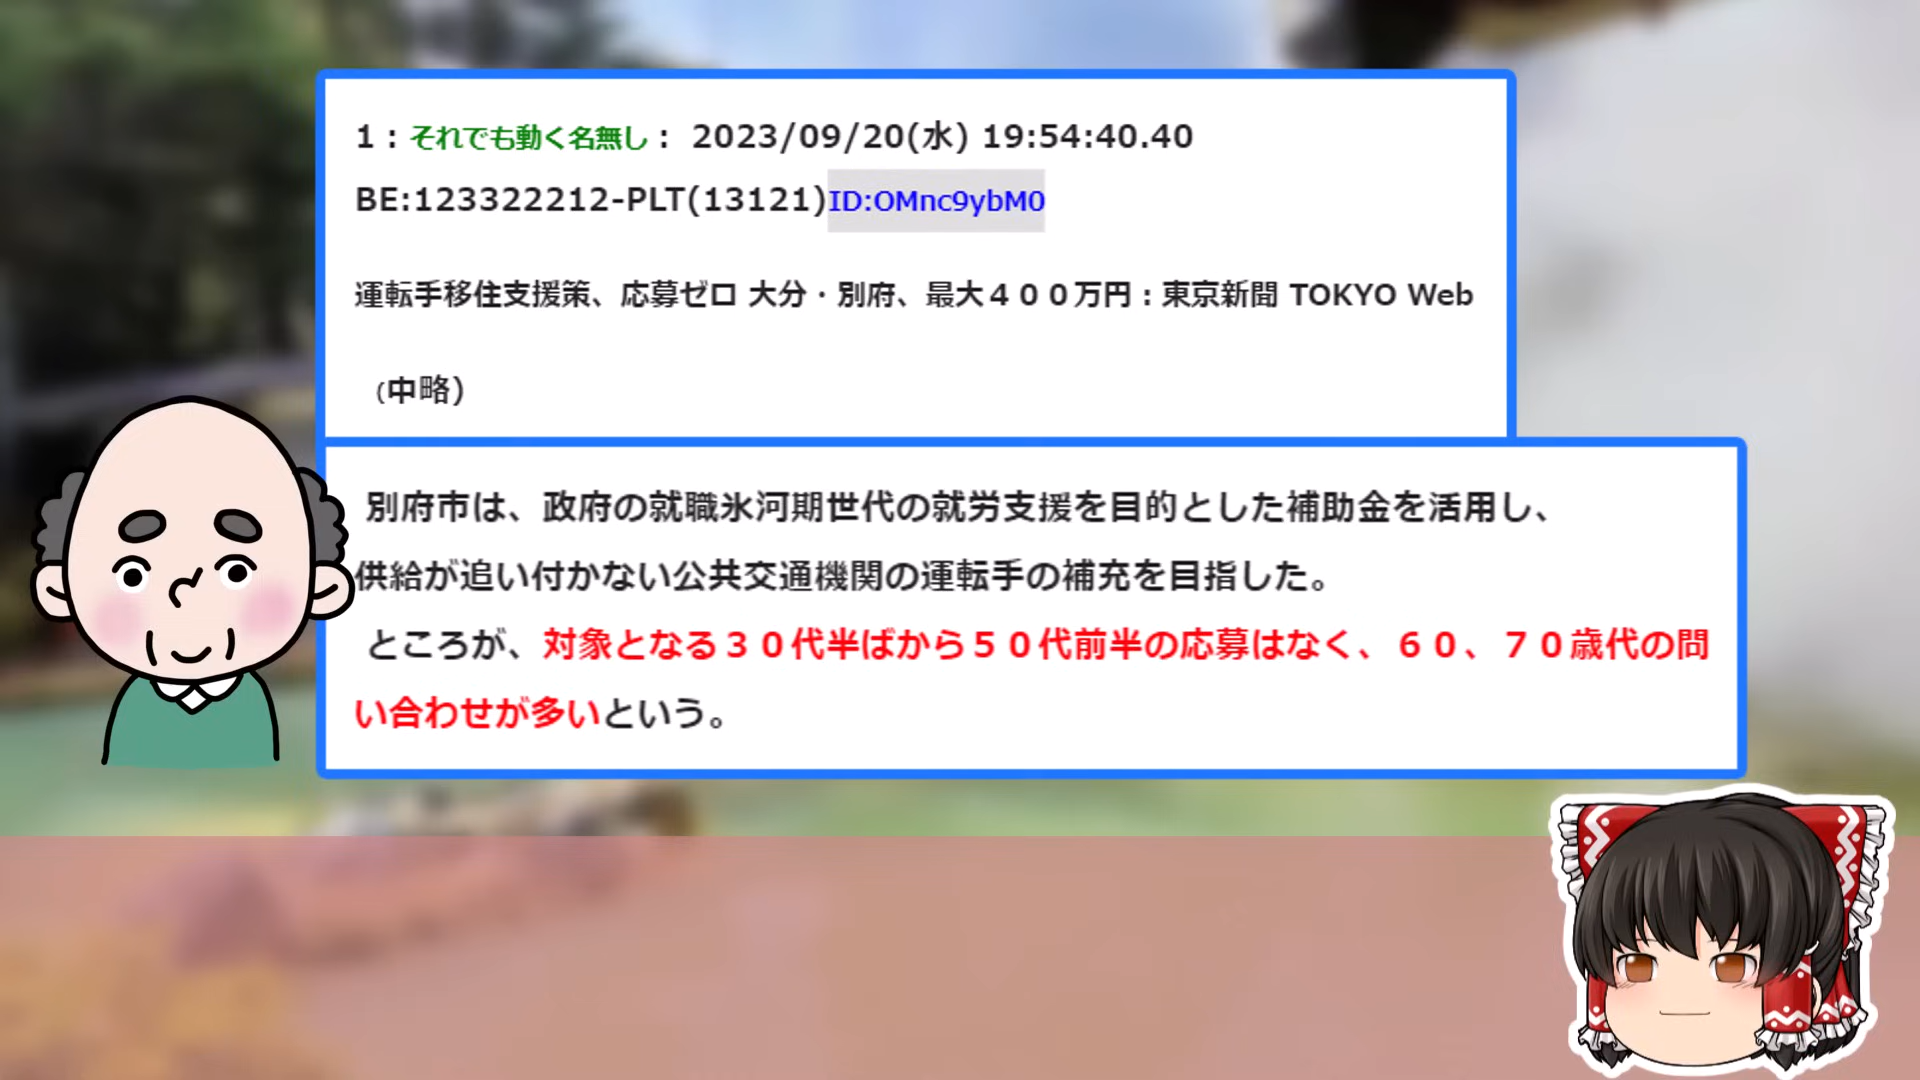 1：それでも動く名無し： 2023/09/20(水) 19:54:40.40
BE:123322212-PLT(13121)ID:OMnc9ybM0
運転手移住支援策、応募ゼロ 大分・別府、最大４００万円：東京新聞 TOKYO Web
（中略）
別府市は、政府の就職氷河期世代の就労支援を目的とした補助金を活用し、
供給が追い付かない公共交通機関の運転手の補充を目指した。
ところが、対象となる３０代半ばから５０代前半の応募はなく、６０、７０歳代の問
い合わせが多いという。